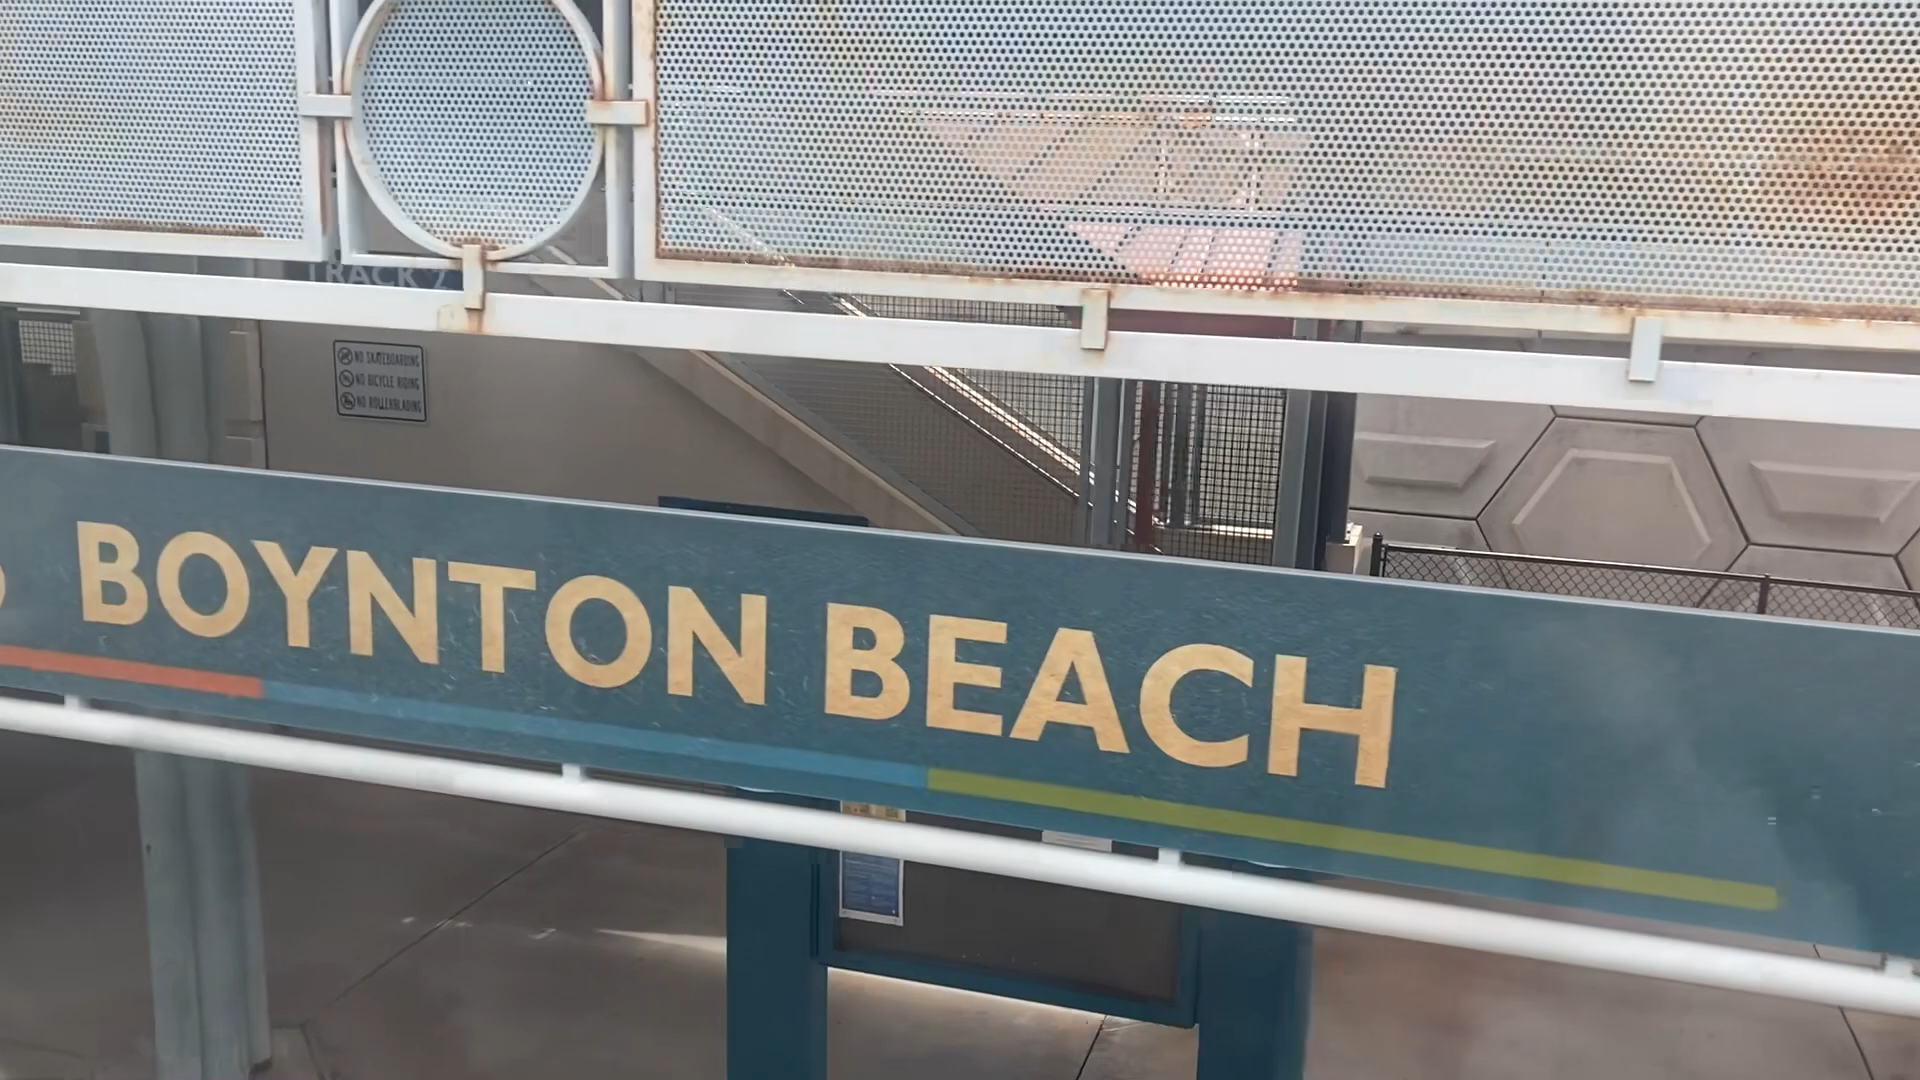 TRACK 2
NO SKATEBOARDING
NO BICYCLE RIDING
NO ROLLERBLADING
BOYNTON BEACH